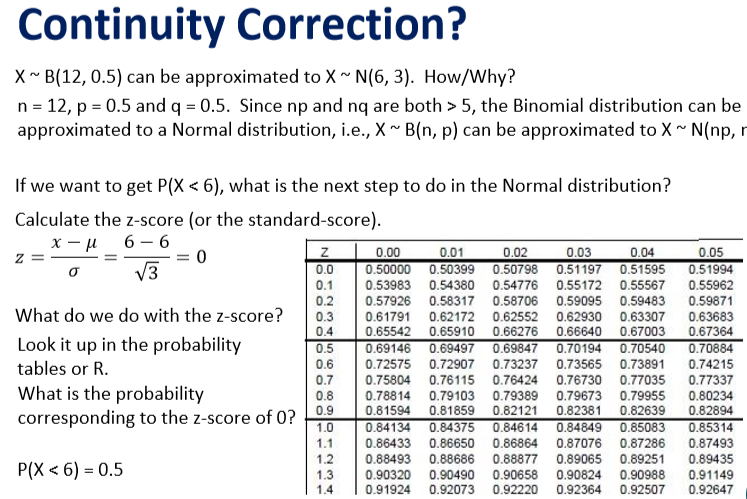 Continuity Correction?
X ~ B(12, 0.5) can be approximated to X ~ N(6, 3). How/Why?
n = 12, p = 0.5 and q = 0.5. Since np and nq are both > 5, the Binomial distribution can be
approximated to a Normal distribution, i.e., X ~ B(n, p) can be approximated to X ~ N(np,
If we want to get P(X < 6), what is the next step to do in the Normal distribution?
Calculate the z-score (or the standard-score).
z = (x − μ)/σ = (6 − 6)/√3 = 0
What do we do with the z-score?
Look it up in the probability
tables or R.
What is the probability
corresponding to the z-score of 0?
P(X < 6) = 0.5
Z 0.00 0.01 0.02 0.03 0.04 0.05
0.0 0.50000 0.50399 0.50798 0.51197 0.51595 0.51994
0.1 0.53983 0.54380 0.54776 0.55172 0.55567 0.55962
0.2 0.57926 0.58317 0.58706 0.59095 0.59483 0.59871
0.3 0.61791 0.62172 0.62552 0.62930 0.63307 0.63683
0.4 0.65542 0.65910 0.66276 0.66640 0.67003 0.67364
0.5 0.69146 0.69497 0.69847 0.70194 0.70540 0.70884
0.6 0.72575 0.72907 0.73237 0.73565 0.73891 0.74215
0.7 0.75804 0.76115 0.76424 0.76730 0.77035 0.77337
0.8 0.78814 0.79103 0.79389 0.79673 0.79955 0.80234
0.9 0.81594 0.81859 0.82121 0.82381 0.82639 0.82894
1.0 0.84134 0.84375 0.84614 0.84849 0.85083 0.85314
1.1 0.86433 0.86650 0.86864 0.87076 0.87286 0.87493
1.2 0.88493 0.88686 0.88877 0.89065 0.89251 0.89435
1.3 0.90320 0.90490 0.90658 0.90824 0.90988 0.91149
1.4 0.91924 0.92073 0.92220 0.92364 0.92507 0.92647